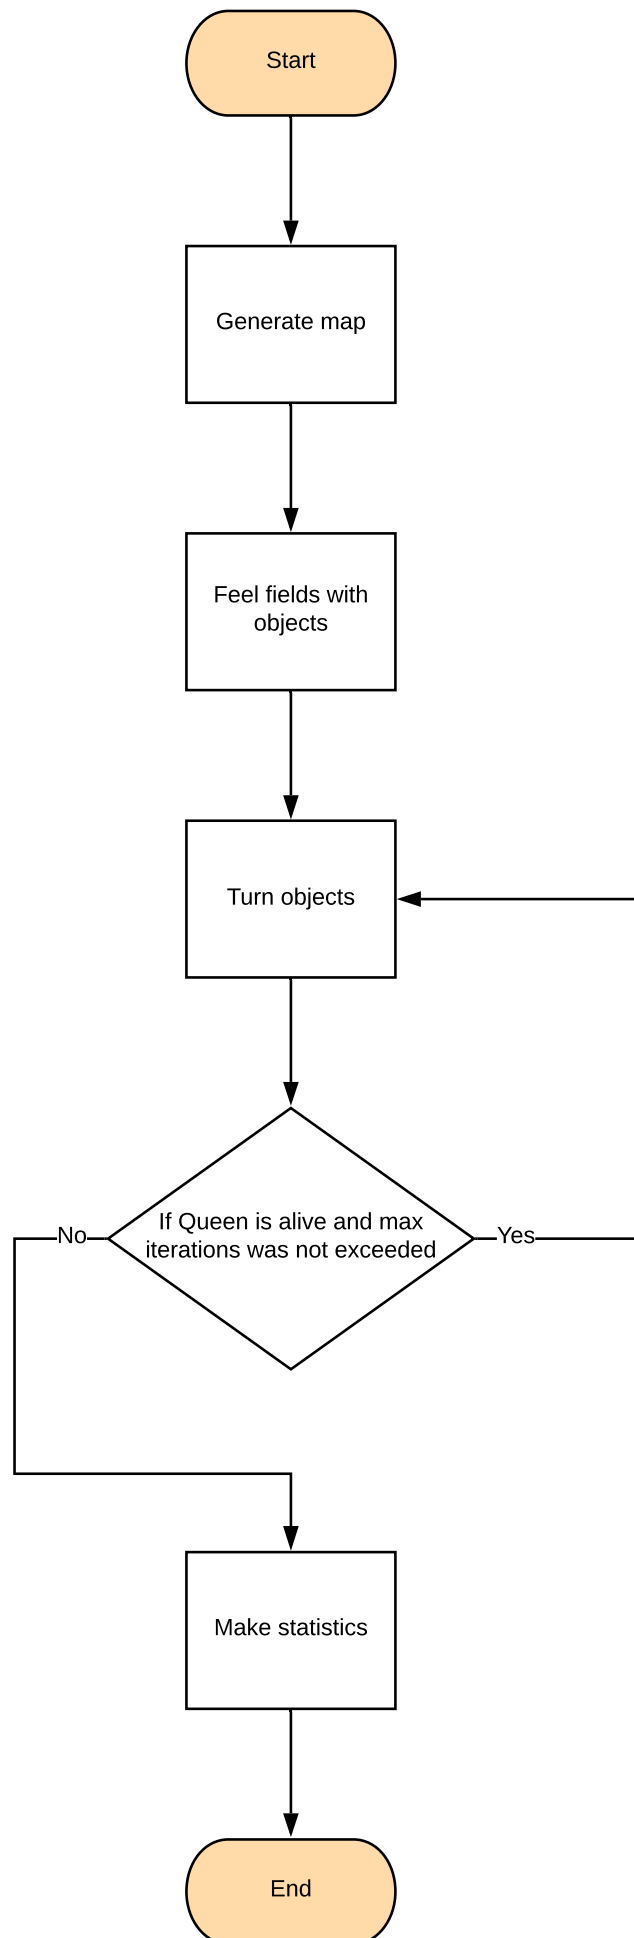 Start
Generate map
Feel fields with
objects
Turn objects
If Queen is alive and max
iterations was not exceeded
No
Yes
Make statistics
End